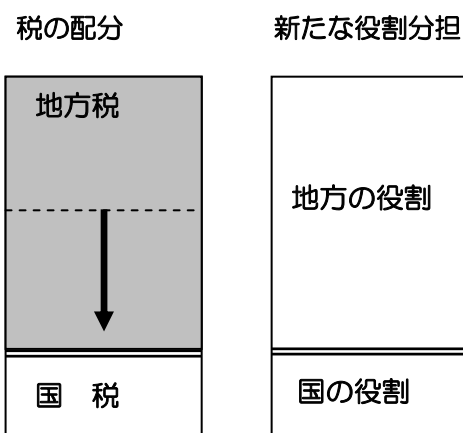 税の配分
新たな役割分担
地方税
地方の役割
国 税
国の役割